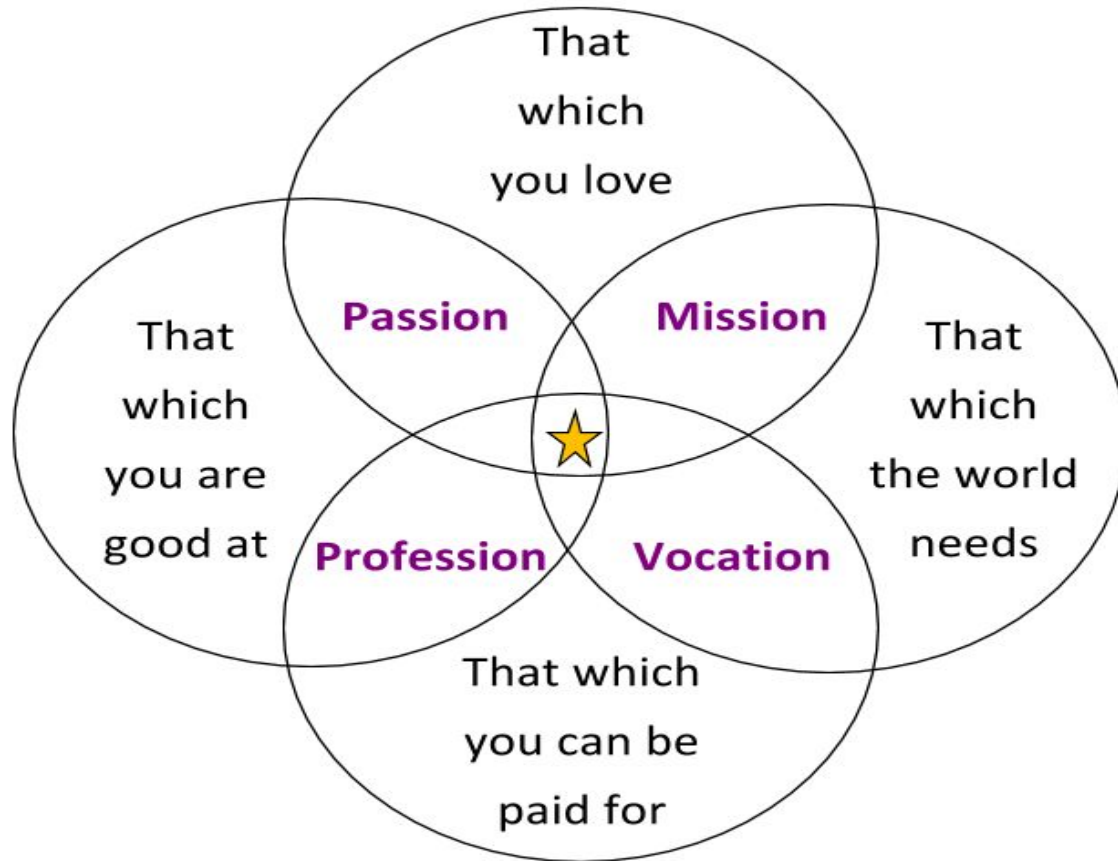 That
which
you love
Passion
Mission
That
which
you are
good at
That
which
the world
needs
Profession
Vocation
That which
you can be
paid for